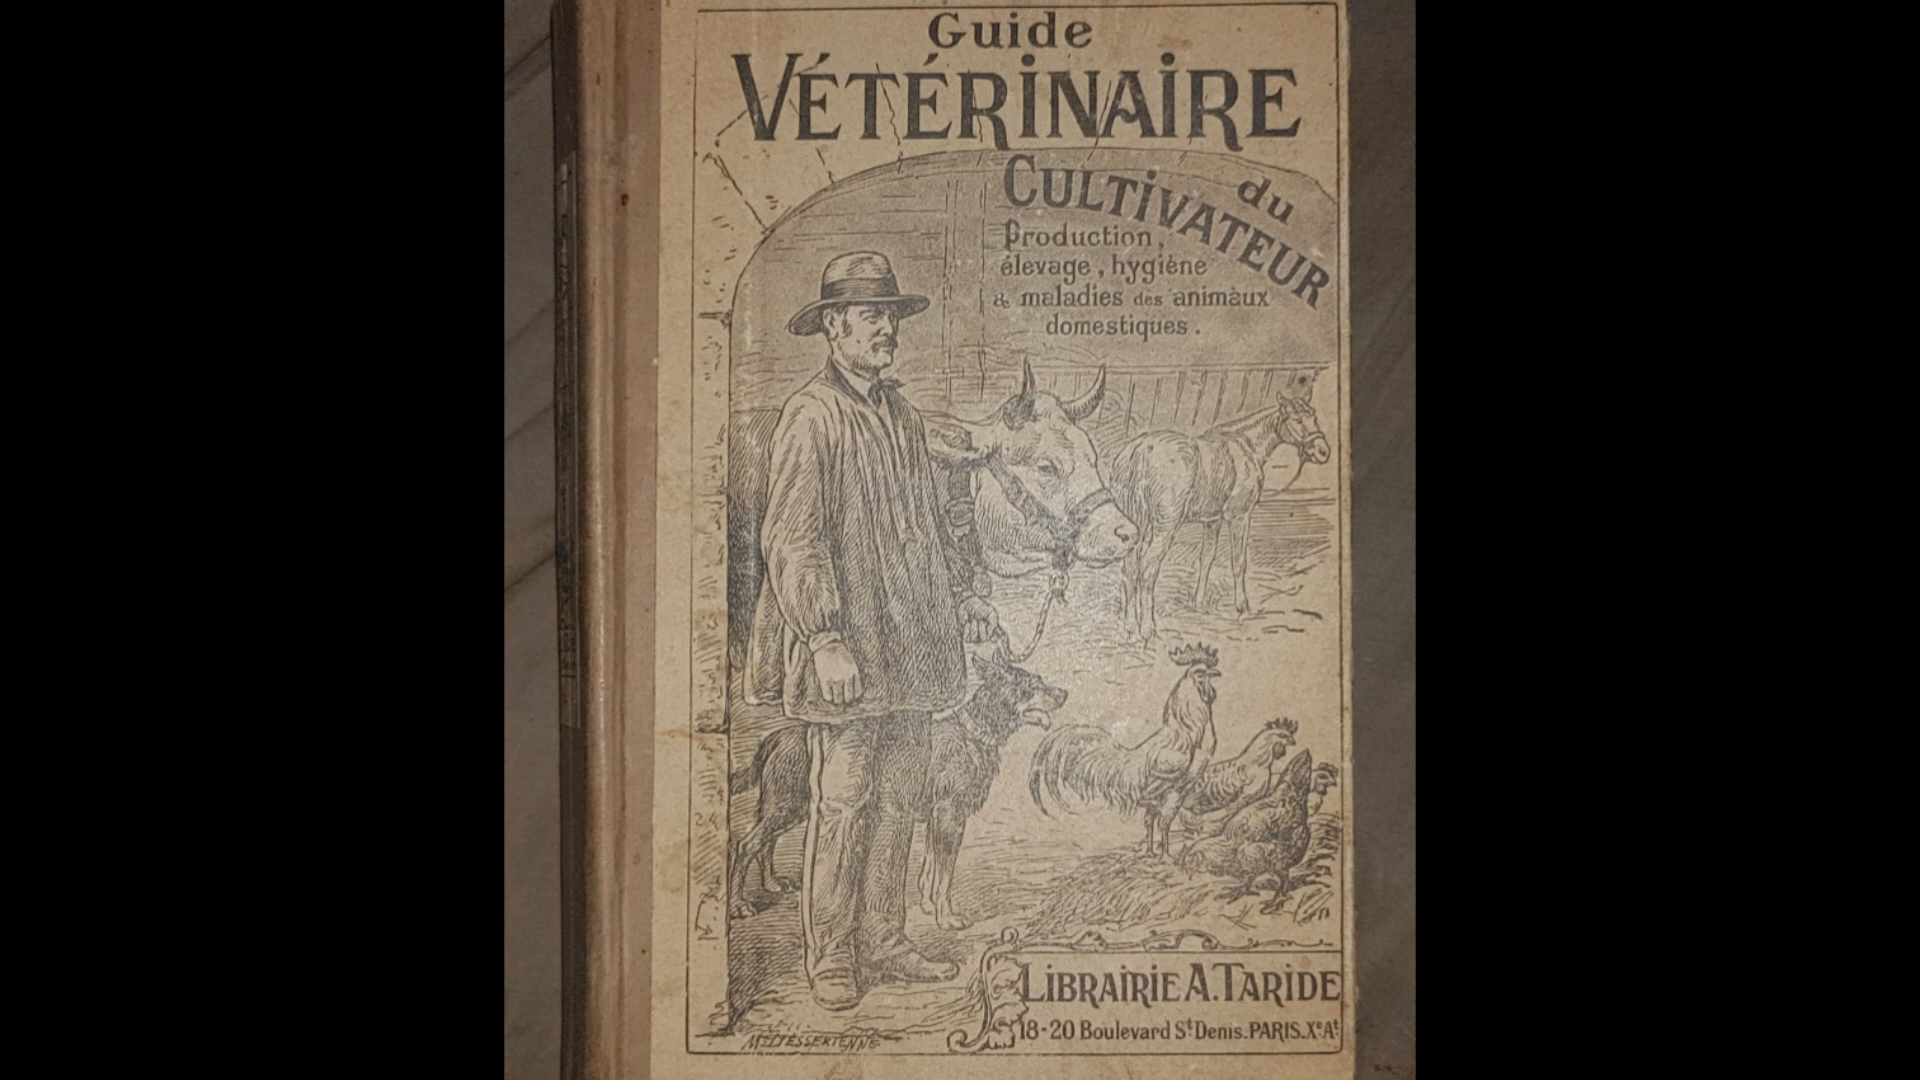 Guide
VÉTÉRINAIRE
du
CULTIVATEUR
Production,
élevage, hygiène
& maladies des animaux
domestiques.
LIBRAIRIE A. TARIDE
18-20 Boulevard St Denis. PARIS. Xe At